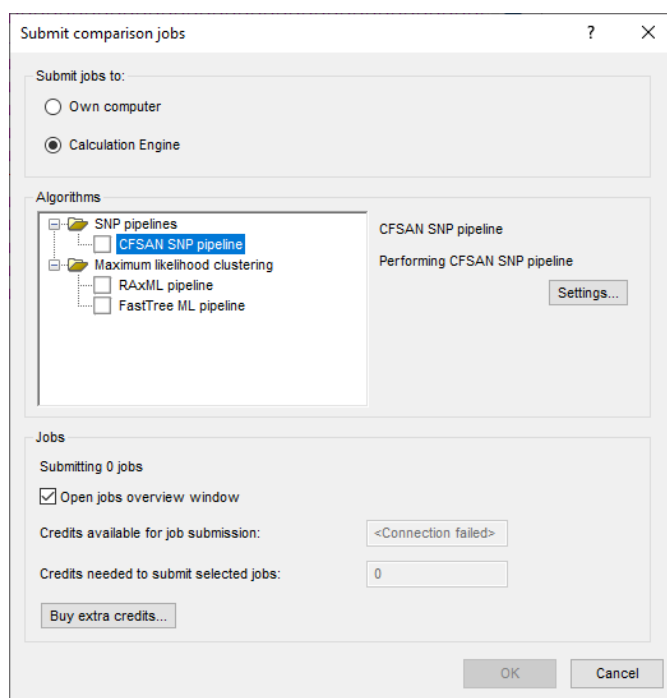 Submit comparison jobs
?
Submit jobs to:
Own computer
Calculation Engine
Algorithms
SNP pipelines
CFSAN SNP pipeline
Maximum likelihood clustering
RAxML pipeline
FastTree ML pipeline
CFSAN SNP pipeline
Performing CFSAN SNP pipeline
Settings...
Jobs
Submitting 0 jobs
Open jobs overview window
Credits available for job submission: <Connection failed>
Credits needed to submit selected jobs: 0
Buy extra credits...
OK Cancel